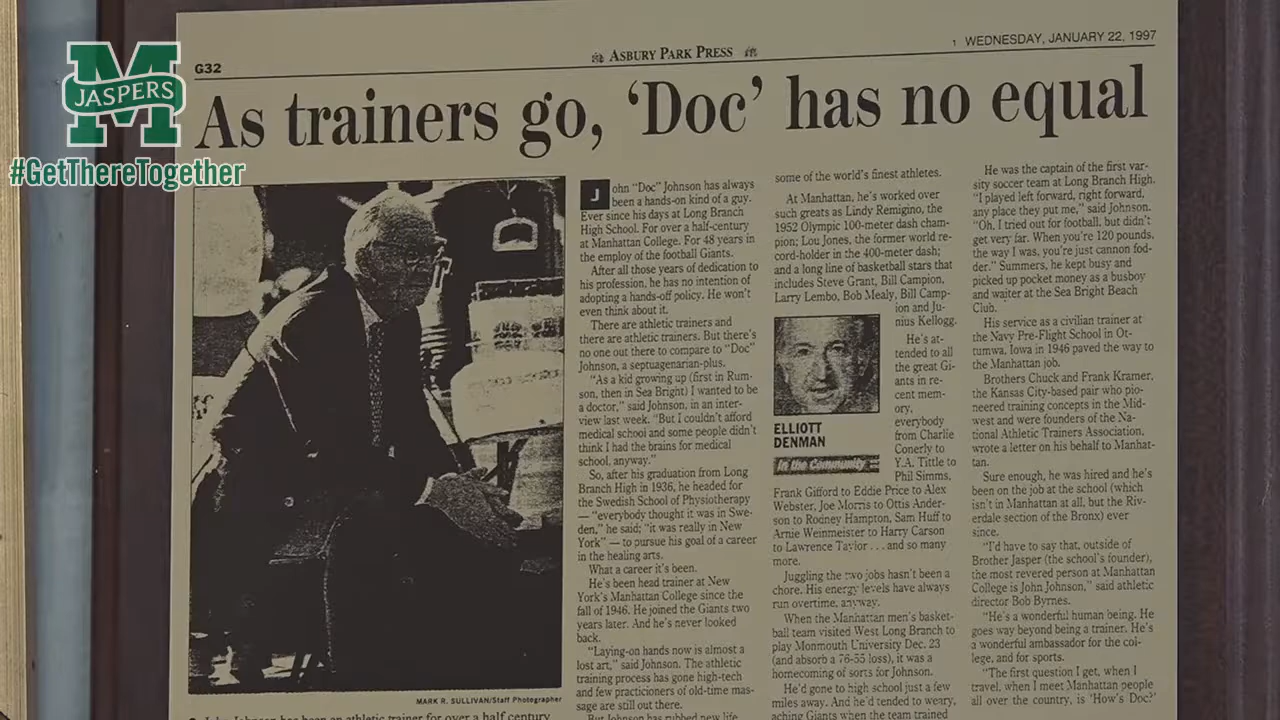 JASPERS
#GetThereTogether
G32
ASBURY PARK PRESS
1 WEDNESDAY, JANUARY 22, 1997
As trainers go, 'Doc' has no equal
MARK R. SULLIVAN/Staff Photographer
John "Doc" Johnson has always
been a hands-on kind of a guy.
Ever since his days at Long Branch
High School. For over a half-century
at Manhattan College. For 48 years in
the employ of the football Giants.
After all those years of dedication to
his profession, he has no intention of
adopting a hands-off policy. He won't
even think about it.
There are athletic trainers and
there are athletic trainers. But there's
no one out there to compare to "Doc"
Johnson, a septuagenarian-plus.
"As a kid growing up (first in Rum-
son, then in Sea Bright) I wanted to be
a doctor," said Johnson, in an inter-
view last week. "But I couldn't afford
medical school and some people didn't
think I had the brains for medical
school, anyway."
So, after his graduation from Long
Branch High in 1936, he headed for
the Swedish School of Physiotherapy
— "everybody thought it was in Swe-
den," he said; "it was really in New
York" — to pursue his goal of a career
in the healing arts.
What a career it's been.
He's been head trainer at New
York's Manhattan College since the
fall of 1946. He joined the Giants two
years later. And he's never looked
back.
"Laying-on hands now is almost a
lost art," said Johnson. The athletic
training process has gone high-tech
and few practicioners of old-time mas-
sage are still out there.
But Johnson has rubbed new life
some of the world's finest athletes.
At Manhattan, he's worked over
such greats as Lindy Remigino, the
1952 Olympic 100-meter dash cham-
pion; Lou Jones, the former world re-
cord-holder in the 400-meter dash;
and a long line of basketball stars that
includes Steve Grant, Bill Campion,
Larry Lembo, Bob Mealy, Bill Camp-
ion and Ju-
nius Kellogg.
He's at-
tended to all
the great Gi-
ants in re-
cent mem-
ory,
everybody
from Charlie
Conerly to
Y.A. Tittle to
Phil Simms,
ELLIOTT
DENMAN
In the Community
Frank Gifford to Eddie Price to Alex
Webster, Joe Morris to Ottis Ander-
son to Rodney Hampton, Sam Huff to
Arnie Weinmeister to Harry Carson
to Lawrence Taylor . . . and so many
more.
Juggling the two jobs hasn't been a
chore. His energy levels have always
run overtime, anyway.
When the Manhattan men's basket-
ball team visited West Long Branch to
play Monmouth University Dec. 23
(and absorb a 76-55 loss), it was a
homecoming of sorts for Johnson.
He'd gone to high school just a few
miles away. And he'd tended to weary,
aching Giants when the team trained
He was the captain of the first var-
sity soccer team at Long Branch High.
"I played left forward, right forward,
any place they put me," said Johnson.
"Oh, I tried out for football, but didn't
get very far. When you're 120 pounds,
the way I was, you're just cannon fod-
der." Summers, he kept busy and
picked up pocket money as a busboy
and waiter at the Sea Bright Beach
Club.
His service as a civilian trainer at
the Navy Pre-Flight School in Ot-
tumwa, Iowa in 1946 paved the way to
the Manhattan job.
Brothers Chuck and Frank Kramer,
the Kansas City-based pair who pio-
neered training concepts in the Mid-
west and were founders of the Na-
tional Athletic Trainers Association,
wrote a letter on his behalf to Manhat-
tan.
Sure enough, he was hired and he's
been on the job at the school (which
isn't in Manhattan at all, but the Riv-
erdale section of the Bronx) ever
since.
"I'd have to say that, outside of
Brother Jasper (the school's founder),
the most revered person at Manhattan
College is John Johnson," said athletic
director Bob Byrnes.
"He's a wonderful human being. He
goes way beyond being a trainer. He's
a wonderful ambassador for the col-
lege, and for sports.
"The first question I get, when I
travel, when I meet Manhattan people
all over the country, is 'How's Doc?'